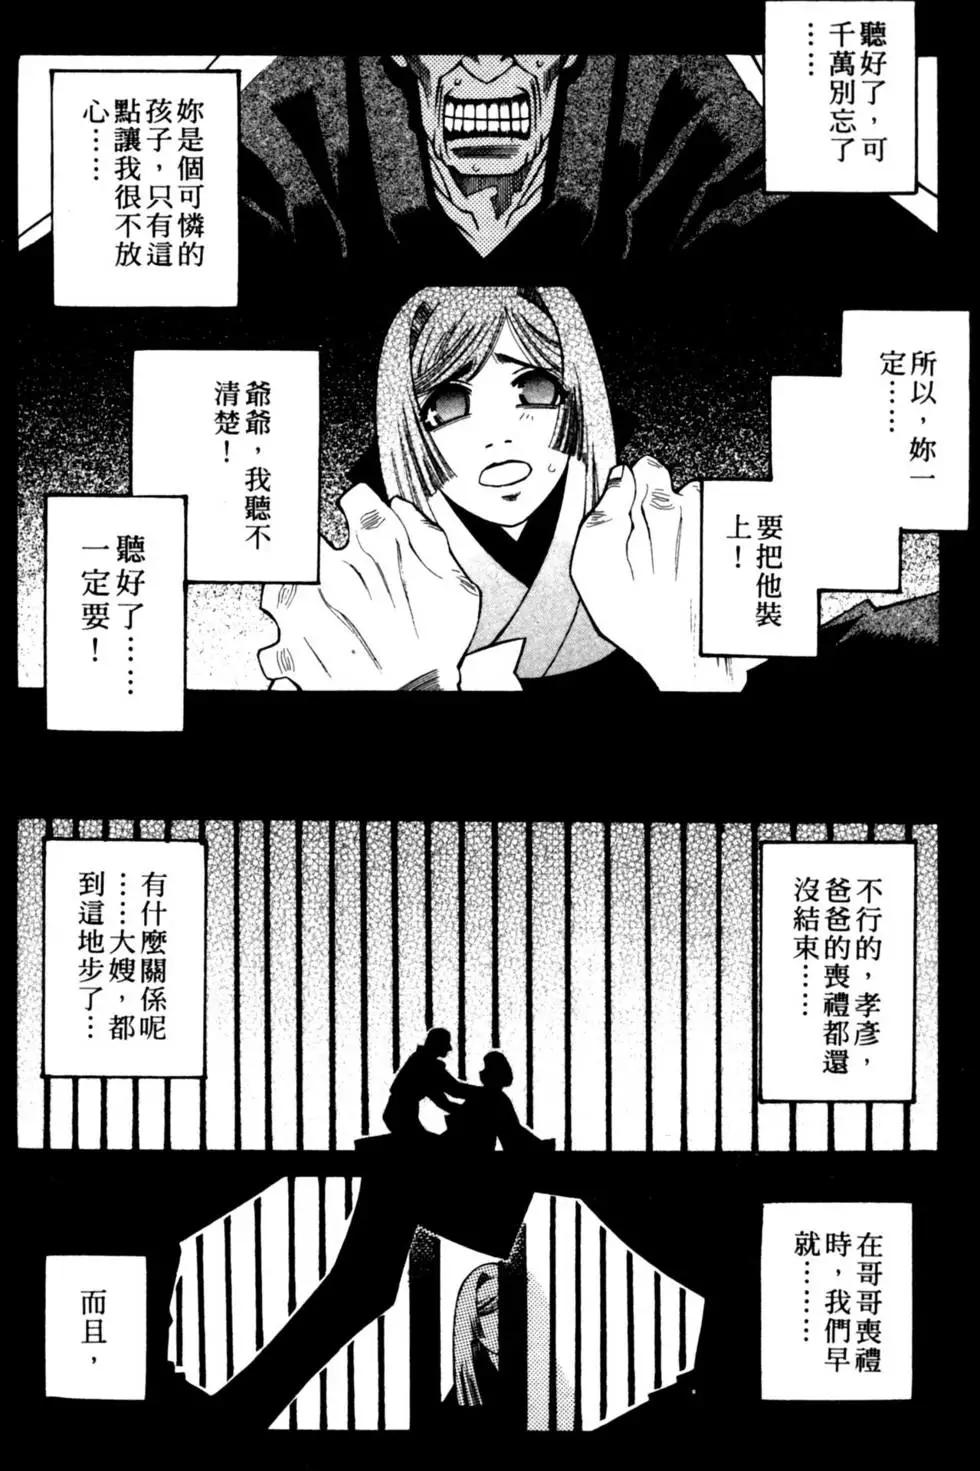 聽好了，可
千萬別忘了
……
妳是個可憐的
孩子，只有這
點讓我很不放
心……
所以，妳一
定……
要把他裝
上！
爺爺，我聽不
清楚！
聽好了……
一定要！
不行的，孝彥，
爸爸的喪禮都還
沒結束……
有什麼關係呢
……大嫂，都
到這地步了…
在哥哥喪禮
時，我們早
就………
而且，